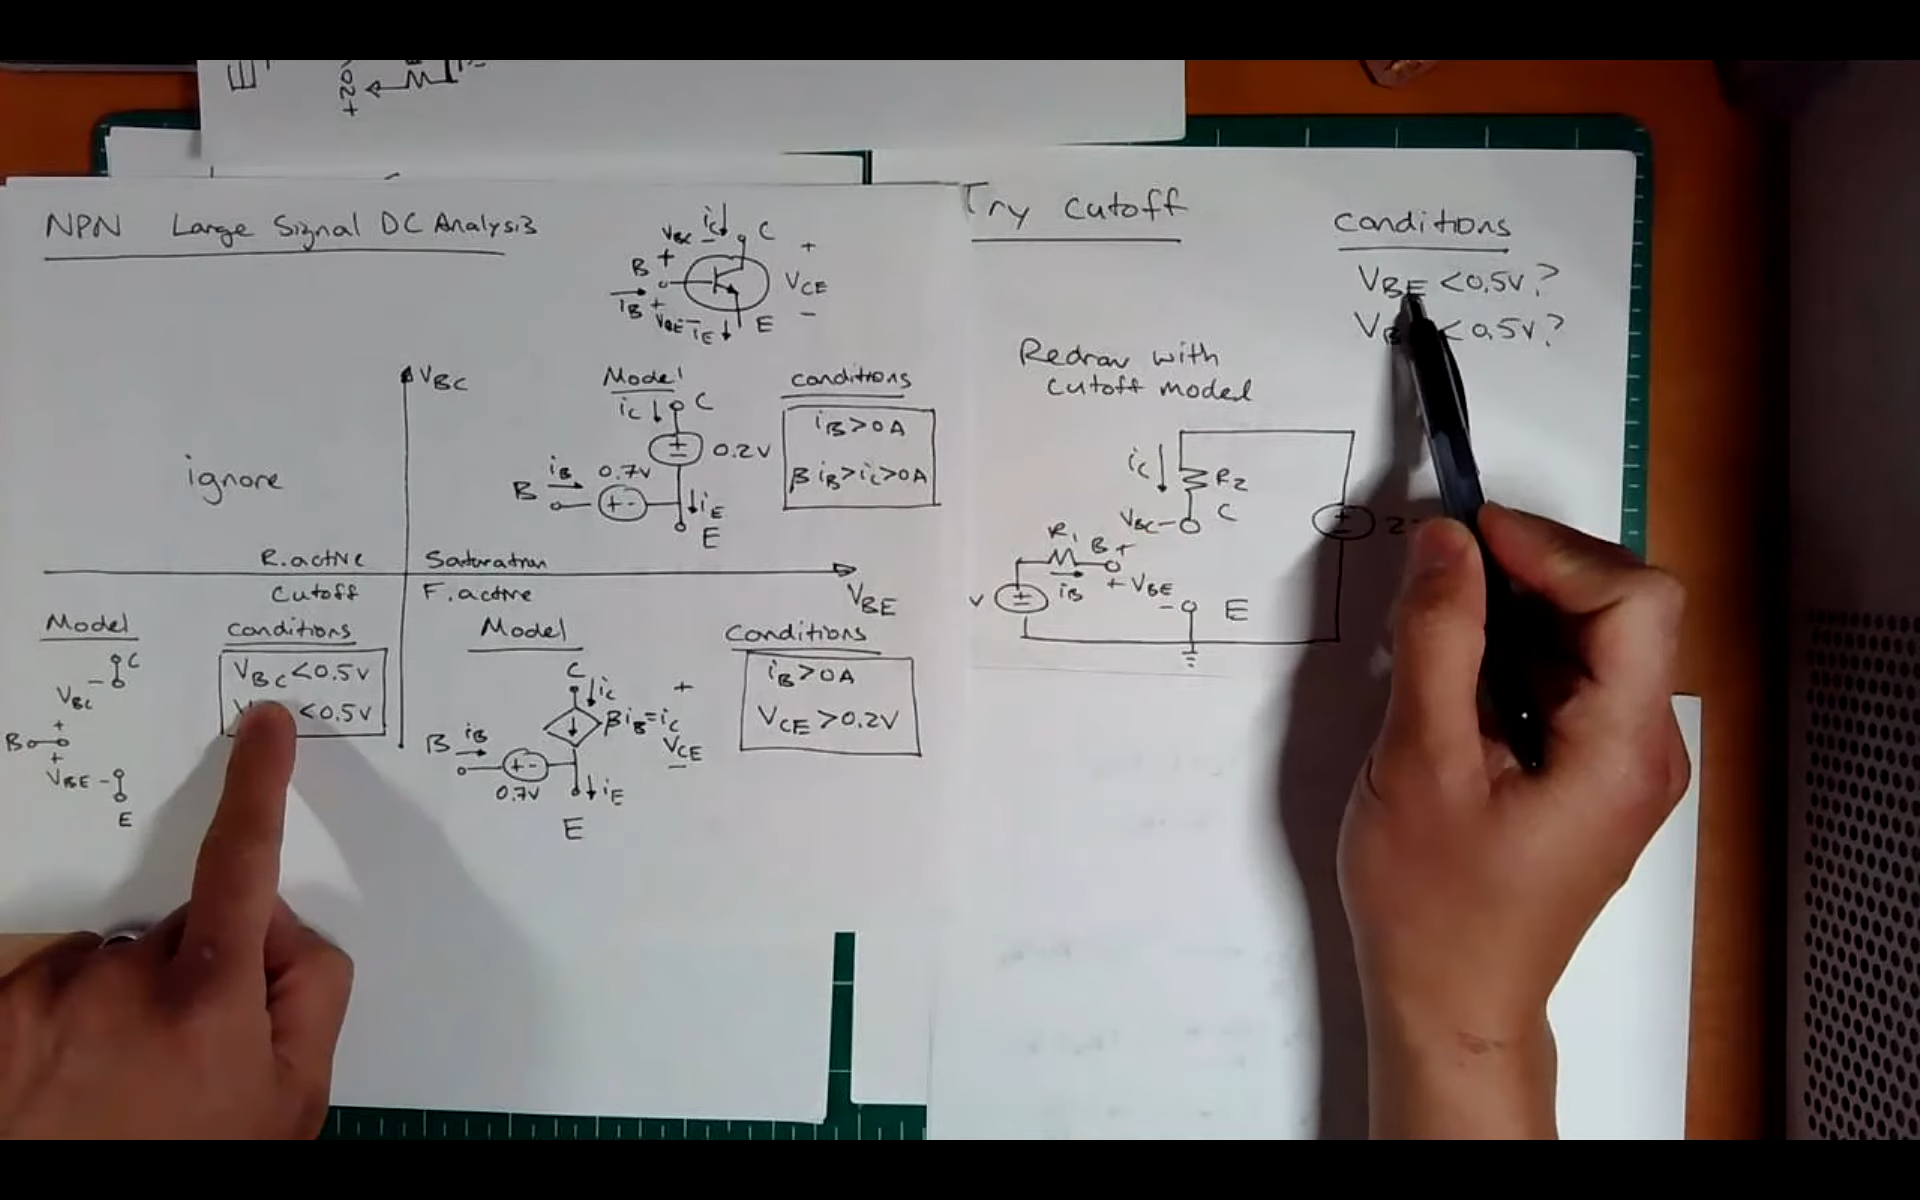 +20V
NPN Large Signal DC Analysis
iC
C
VBC
-
+
B
+
VCE
-
iB
+
VBE
-
iE
E
VBC
Model
iC
C
+
-
0.2V
iB
0.7V
B
+ -
iE
E
conditions
iB>0A
βiB>iC>0A
ignore
R.active
Saturation
Cutoff
F.active
VBE
Model
C
-
VBC
+
B
+
VBE -
E
conditions
VBC<0.5V
<0.5V
Model
C
iC
+
βiB=iC
VCE
-
B
iB
+ -
0.7V
iE
E
Conditions
iB>0A
VCE>0.2V
Try Cutoff
Conditions
VBE <0.5V?
<0.5V?
Redraw with
Cutoff model
iC
R2
VBC -
C
R1
B +
+ VBE
-
iB
E
V
+
-
+
-